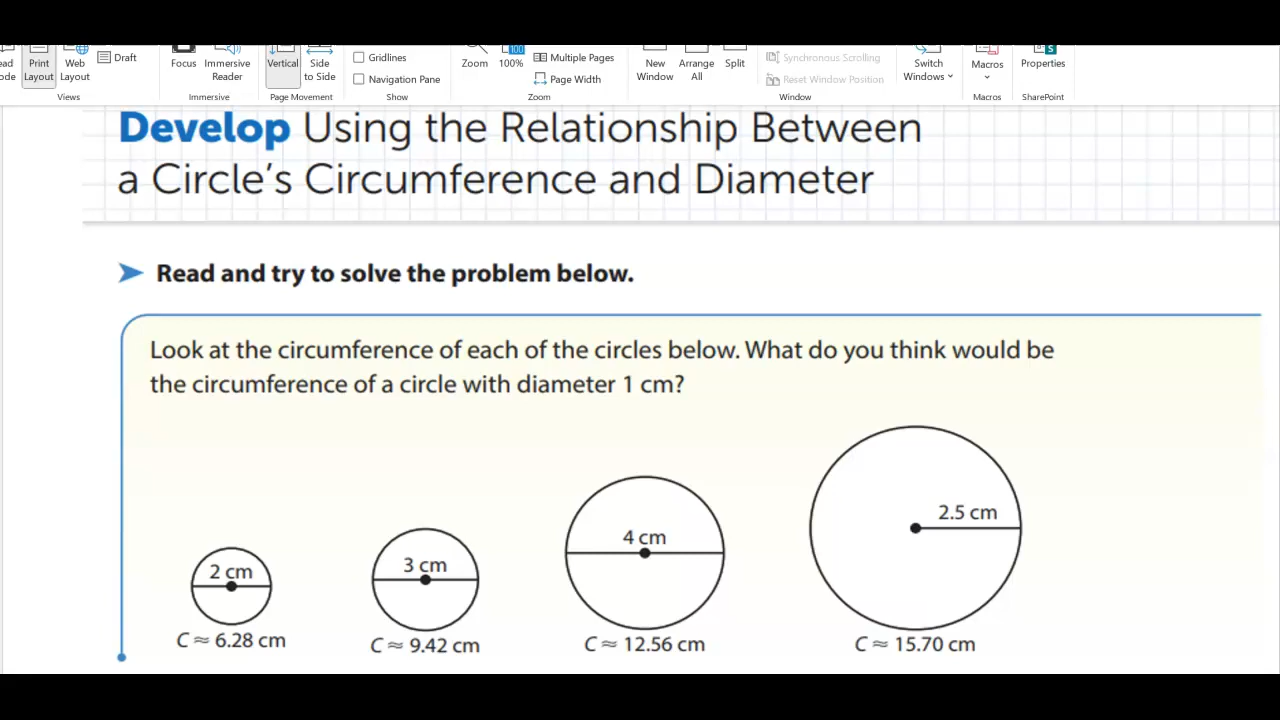 Print Layout
Web Layout
Draft
Focus
Immersive Reader
Vertical
Side to Side
Gridlines
Navigation Pane
Zoom
100
100%
Multiple Pages
Page Width
New Window
Arrange All
Split
Synchronous Scrolling
Reset Window Position
Switch Windows
Macros
S
Properties
Views
Immersive
Page Movement
Show
Zoom
Window
Macros
SharePoint
Develop Using the Relationship Between
a Circle's Circumference and Diameter
Read and try to solve the problem below.
Look at the circumference of each of the circles below. What do you think would be
the circumference of a circle with diameter 1 cm?
2 cm
3 cm
4 cm
2.5 cm
C ≈ 6.28 cm
C ≈ 9.42 cm
C ≈ 12.56 cm
C ≈ 15.70 cm